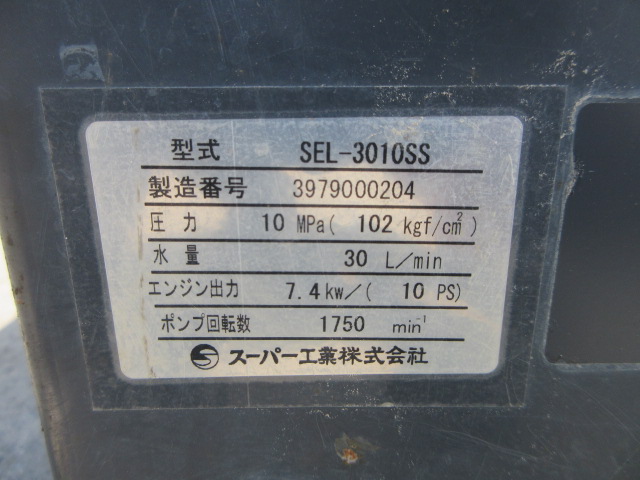 型式 SEL-3010SS
製造番号 3979000204
圧力 10 MPa( 102 kgf/cm²)
水量 30 L/min
エンジン出力 7.4kw/( 10 PS)
ポンプ回転数 1750 min⁻¹
スーパー工業株式会社